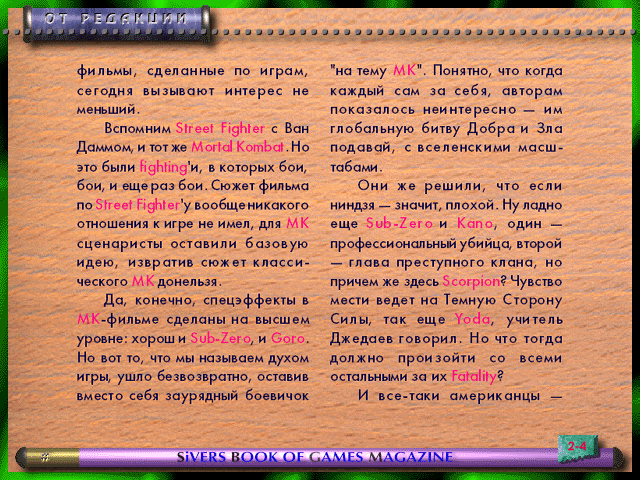 ОТ РЕДАКЦИИ
фильмы, сделанные по играм,
сегодня вызывают интерес не
меньший.
Вспомним Street Fighter с Ван
Даммом, и тот же Mortal Kombat. Но
это были fighting'и, в которых бои,
бои, и еще раз бои. Сюжет фильма
по Street Fighter'у вообще никакого
отношения к игре не имел, для MK
сценаристы оставили базовую
идею, извратив сюжет класси-
ческого MK донельзя.
Да, конечно, спецэффекты в
MK-фильме сделаны на высшем
уровне: хорош и Sub-Zero, и Goro.
Но вот то, что мы называем духом
игры, ушло безвозвратно, оставив
вместо себя заурядный боевичок
"на тему MK". Понятно, что когда
каждый сам за себя, авторам
показалось неинтересно — им
глобальную битву Добра и Зла
подавай, с вселенскими масш-
табами.
Они же решили, что если
ниндзя — значит, плохой. Ну ладно
еще Sub-Zero и Kano, один —
профессиональный убийца, второй
— глава преступного клана, но
причем же здесь Scorpion? Чувство
мести ведет на Темную Сторону
Силы, так еще Yoda, учитель
Джедаев говорил. Но что тогда
должно произойти со всеми
остальными за их Fatality?
И все-таки американцы —
2-4
# SiVERS BOOK OF GAMES MAGAZINE